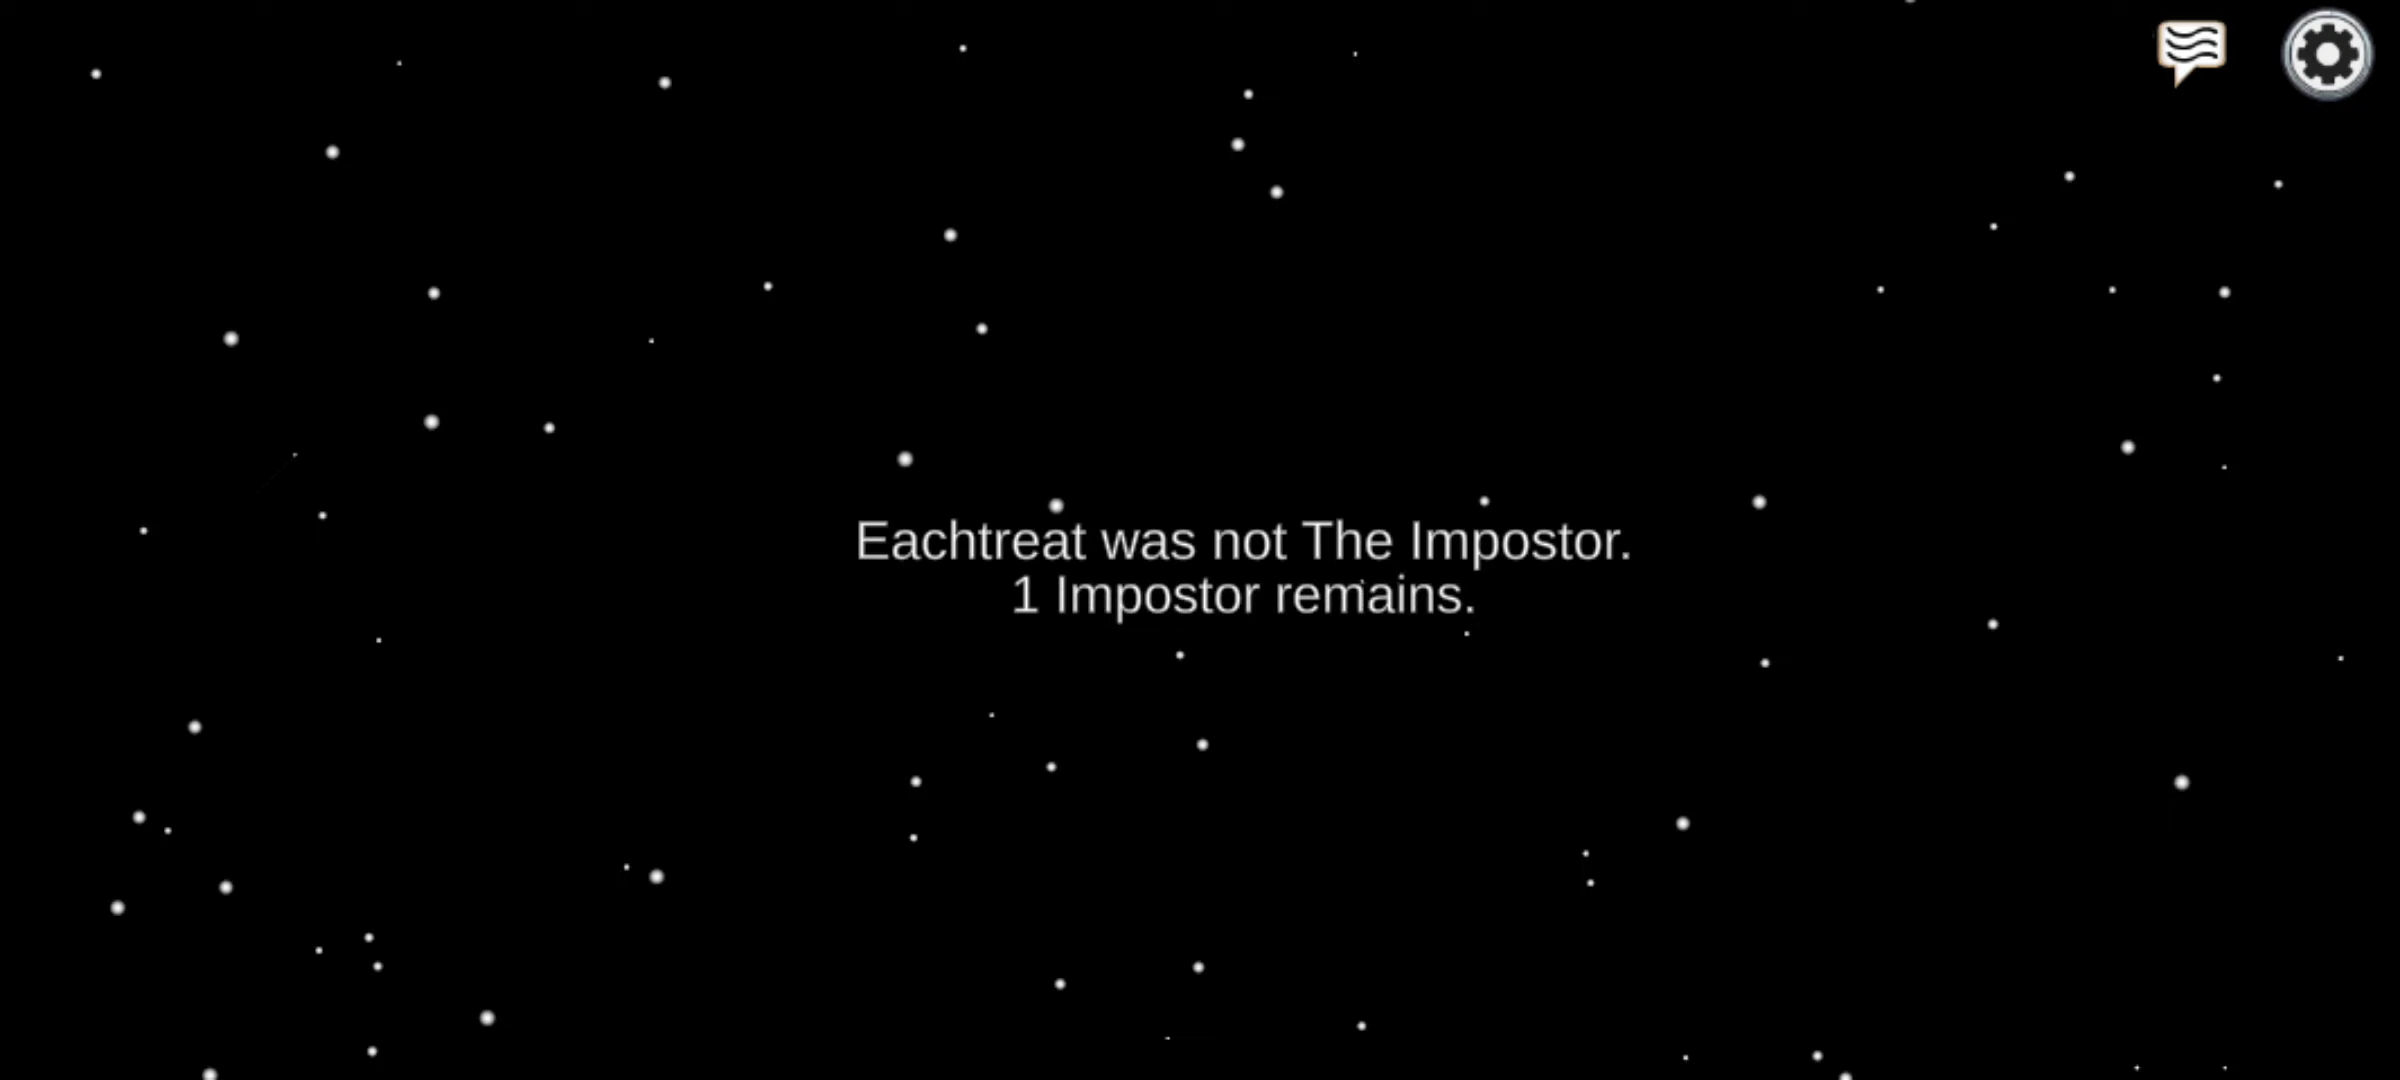 Eachtreat was not The Impostor.
1 Impostor remains.